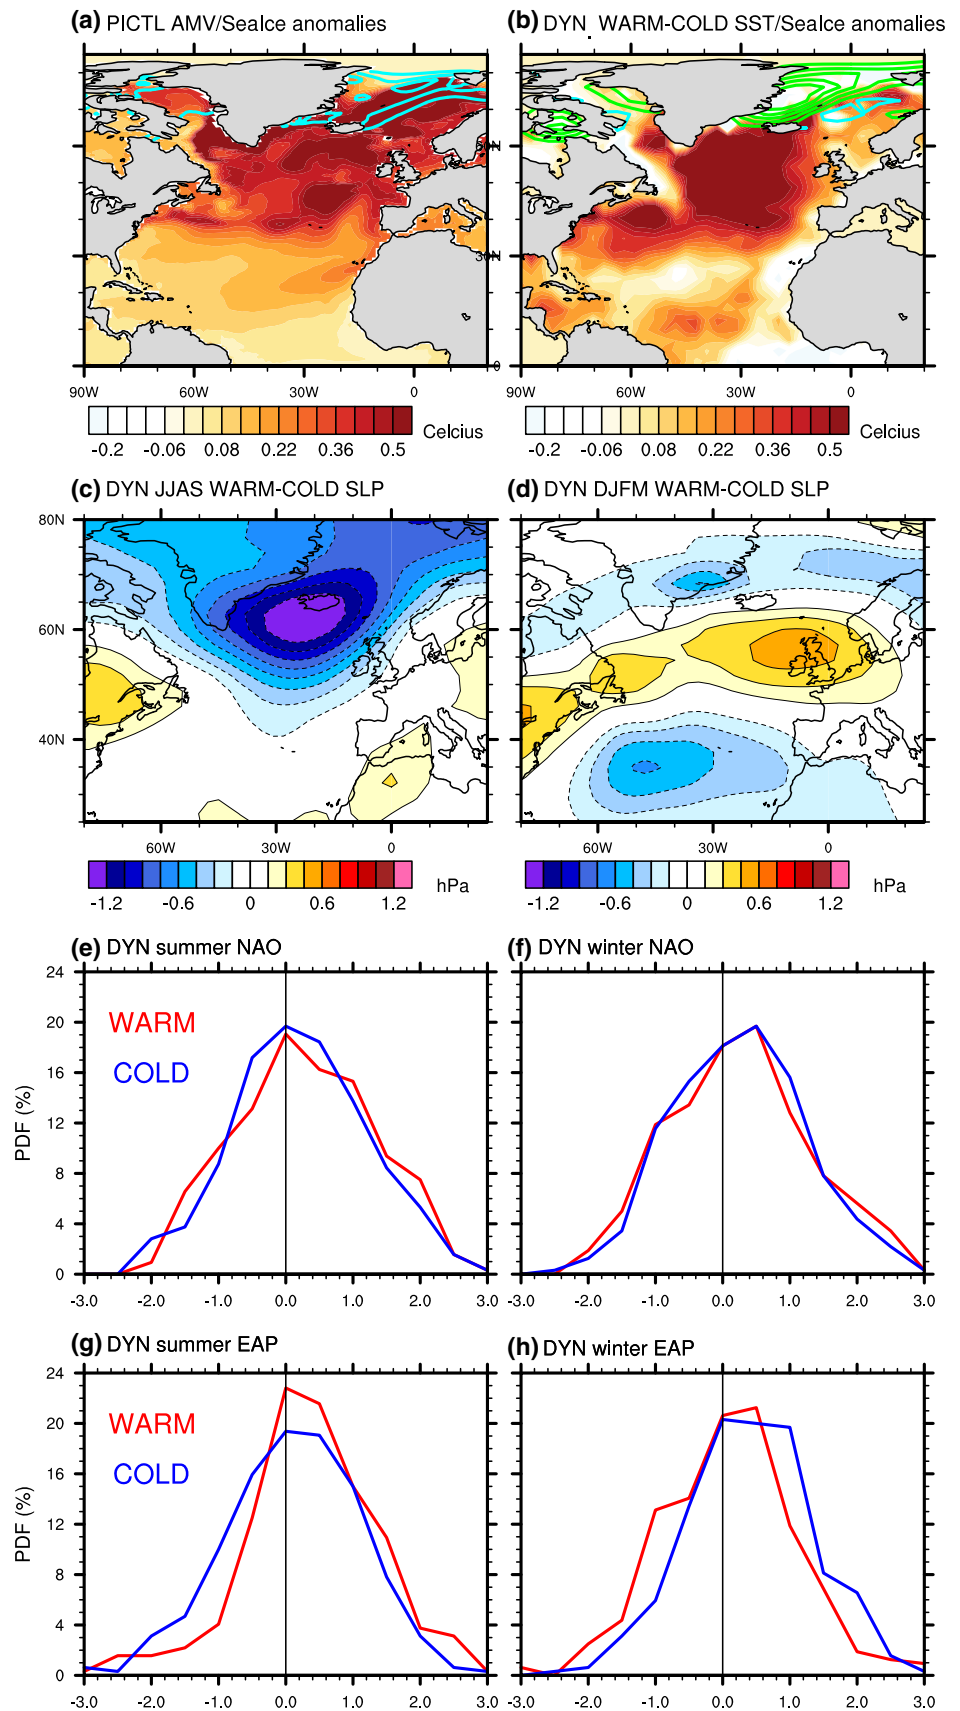 (a) PICTL AMV/SeaIce anomalies
(b) DYN WARM-COLD SST/SeaIce anomalies
50N
30N
0
90W 60W 30W 0
90W 60W 30W 0
-0.2 -0.06 0.08 0.22 0.36 0.5 Celcius
-0.2 -0.06 0.08 0.22 0.36 0.5 Celcius
(c) DYN JJAS WARM-COLD SLP
(d) DYN DJFM WARM-COLD SLP
80N
60N
40N
60W 30W 0
60W 30W 0
-1.2 -0.6 0 0.6 1.2 hPa
-1.2 -0.6 0 0.6 1.2 hPa
(e) DYN summer NAO
(f) DYN winter NAO
24
20
16
12
8
4
0
PDF (%)
WARM
COLD
-3.0 -2.0 -1.0 0.0 1.0 2.0 3.0
-3.0 -2.0 -1.0 0.0 1.0 2.0 3.0
(g) DYN summer EAP
(h) DYN winter EAP
24
20
16
12
8
4
0
PDF (%)
WARM
COLD
-3.0 -2.0 -1.0 0.0 1.0 2.0 3.0
-3.0 -2.0 -1.0 0.0 1.0 2.0 3.0